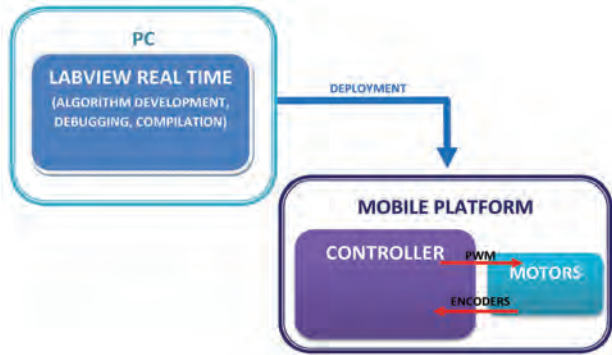 PC
LABVIEW REAL TIME
(ALGORITHM DEVELOPMENT,
DEBUGGING, COMPILATION)
DEPLOYMENT
MOBILE PLATFORM
CONTROLLER
PWM
MOTORS
ENCODERS